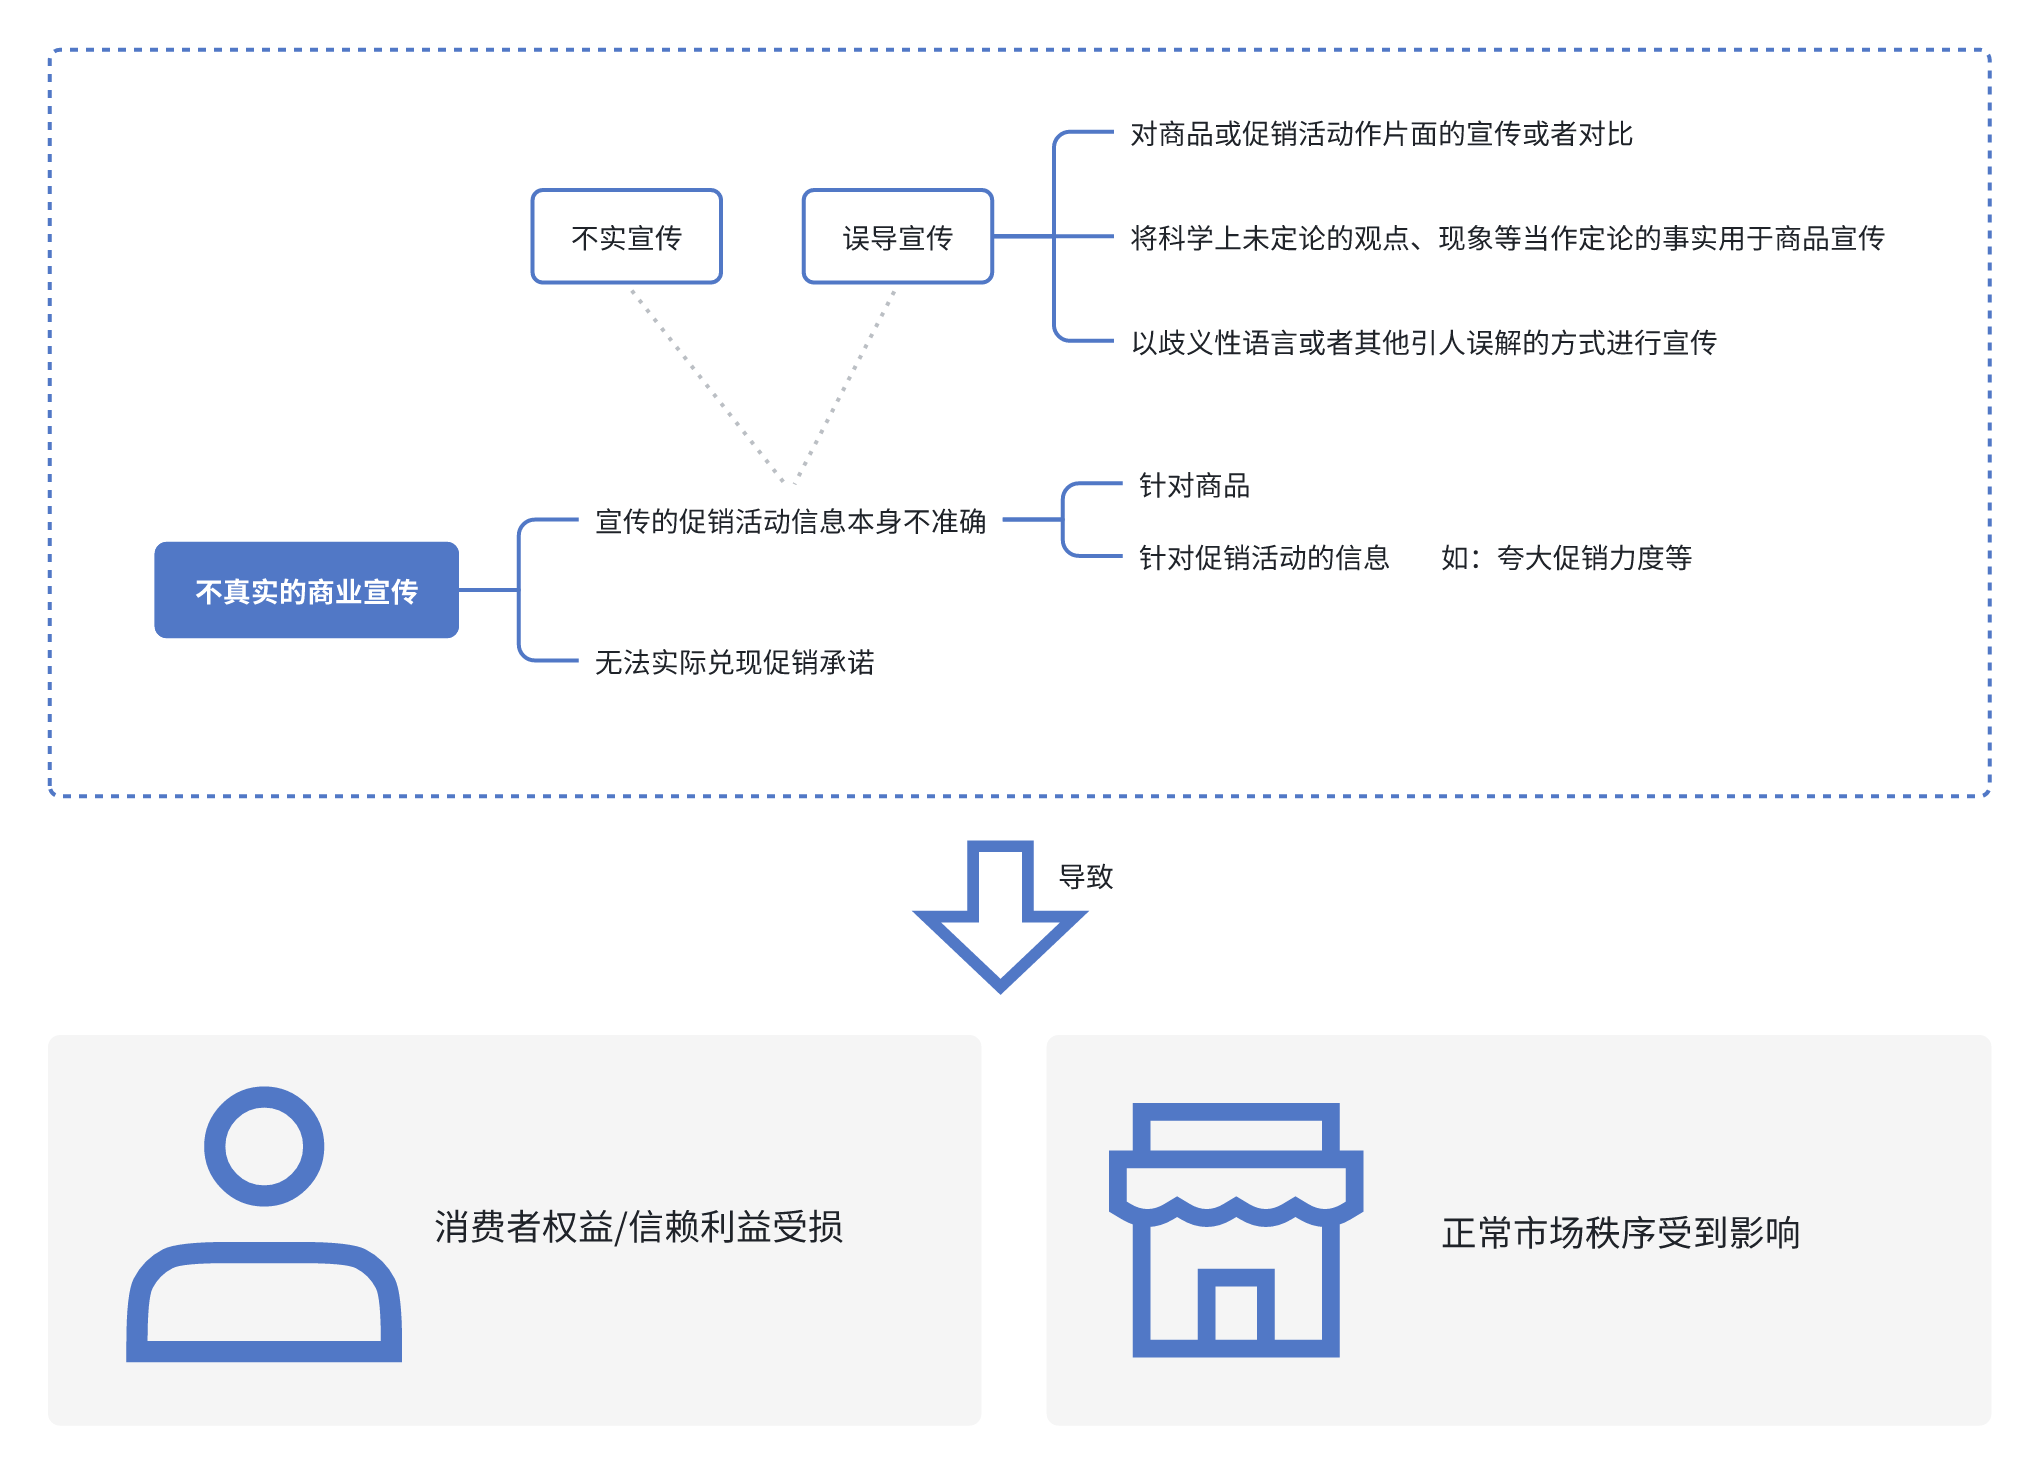 对商品或促销活动作片面的宣传或者对比
不实宣传
误导宣传
将科学上未定论的观点、现象等当作定论的事实用于商品宣传
以歧义性语言或者其他引人误解的方式进行宣传
针对商品
宣传的促销活动信息本身不准确
针对促销活动的信息 如：夸大促销力度等
不真实的商业宣传
无法实际兑现促销承诺
导致
消费者权益/信赖利益受损
正常市场秩序受到影响